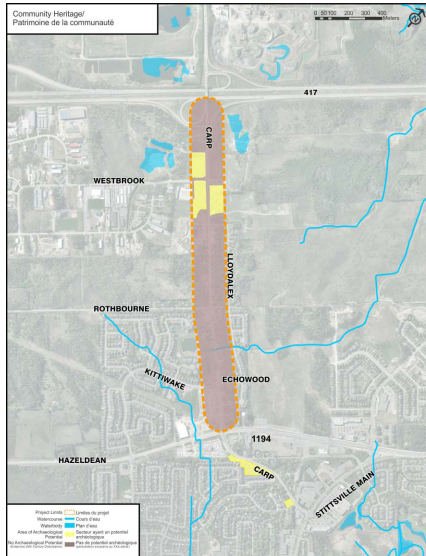 Community Heritage/
Patrimoine de la communauté
0 50 100 200 300 400
Meters
417
CARP
WESTBROOK
LLOYDALEX
ROTHBOURNE
KITTIWAKE
ECHOWOOD
1194
HAZELDEAN
CARP
STITTSVILLE MAIN
Project Limits Limites du projet
Watercourse Cours d'eau
Waterbody Plan d'eau
Area of Archaeological Secteur ayant un potentiel
Potential archéologique
No Archaeological Potential Pas de potentiel archéologique